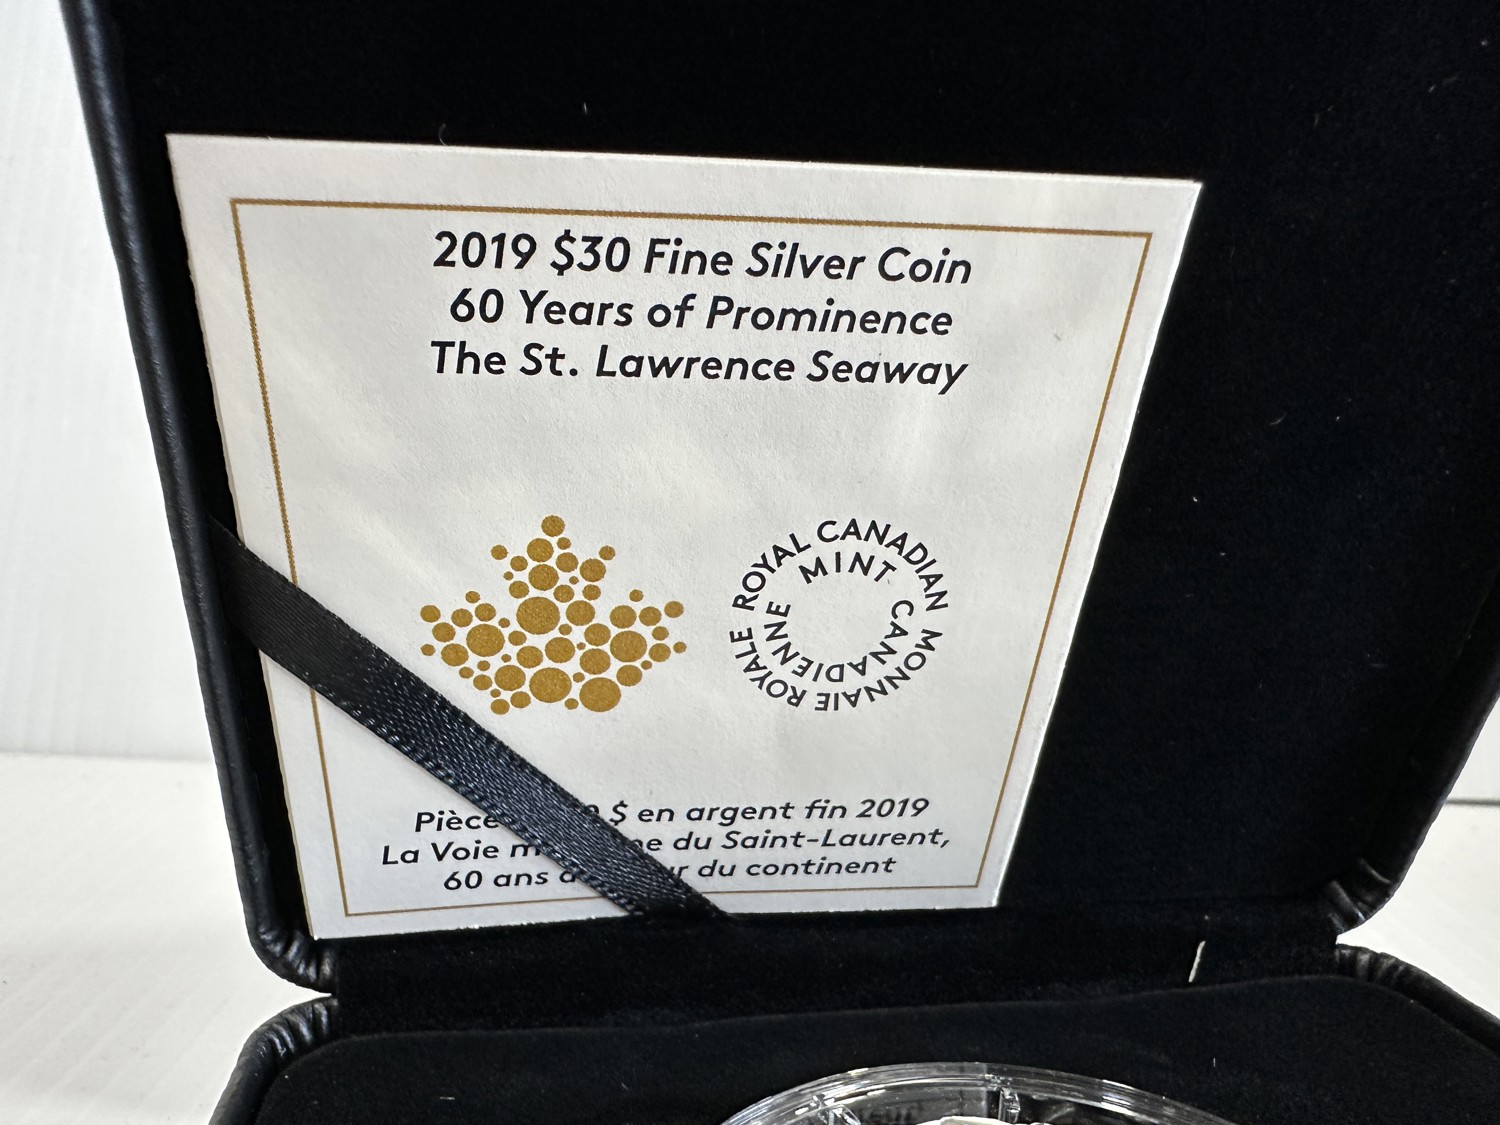 2019 $30 Fine Silver Coin
60 Years of Prominence
The St. Lawrence Seaway
ROYAL CANADIAN MINT
MONNAIE ROYALE CANADIENNE
Pièce $ en argent fin 2019
La Voie du Saint-Laurent,
60 ans du continent